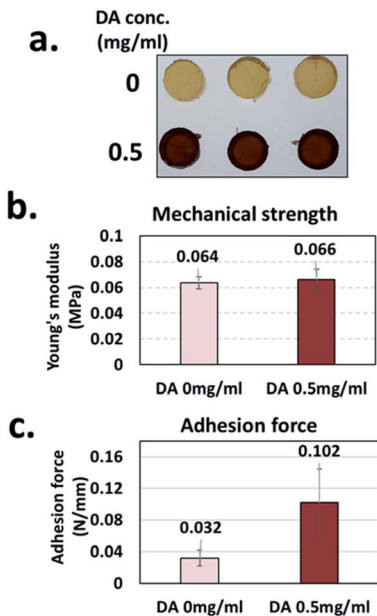 DA conc.
(mg/ml)
a.
0
0.5
b.
Mechanical strength
Young's modulus
(MPa)
0.1
0.08
0.06
0.04
0.02
0
0.064
0.066
DA 0mg/ml
DA 0.5mg/ml
c.
Adhesion force
Adhesion force
(N/mm)
0.16
0.12
0.08
0.04
0
0.032
0.102
DA 0mg/ml
DA 0.5mg/ml